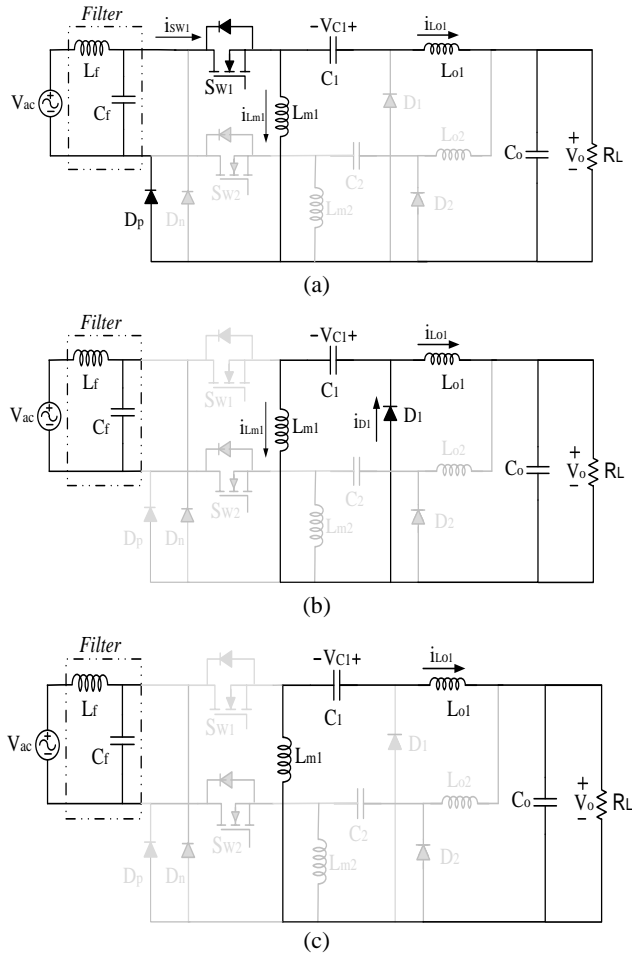 Filter
iSW1
-VC1+
iLo1
Lf
SW1
C1
Lo1
Vac
Cf
iLm1
Lm1
D1
Lo2
SW2
C2
Lm2
Co
+
Vo
-
RL
Dp
Dn
D2
(a)
Filter
-VC1+
iLo1
Lf
SW1
C1
Lo1
Vac
Cf
iLm1
Lm1
iD1
D1
Lo2
SW2
C2
Lm2
Co
+
Vo
-
RL
Dp
Dn
D2
(b)
Filter
-VC1+
iLo1
Lf
SW1
C1
Lo1
Vac
Cf
Lm1
D1
Lo2
SW2
C2
Lm2
Co
+
Vo
-
RL
Dp
Dn
D2
(c)